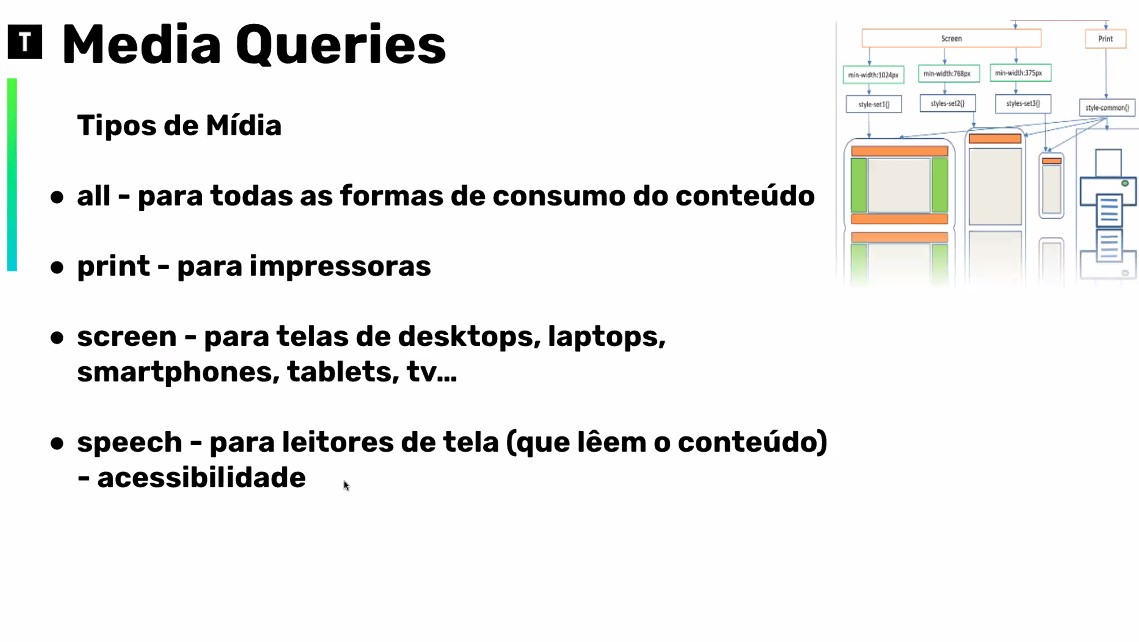 T
Media Queries
Tipos de Mídia
● all - para todas as formas de consumo do conteúdo
● print - para impressoras
● screen - para telas de desktops, laptops,
smartphones, tablets, tv...
● speech - para leitores de tela (que lêem o conteúdo)
- acessibilidade
Screen
Print
min-width:1024px
min-width:768px
min-width:375px
style-set1{}
styles-set2{}
styles-set3{}
style-common{}